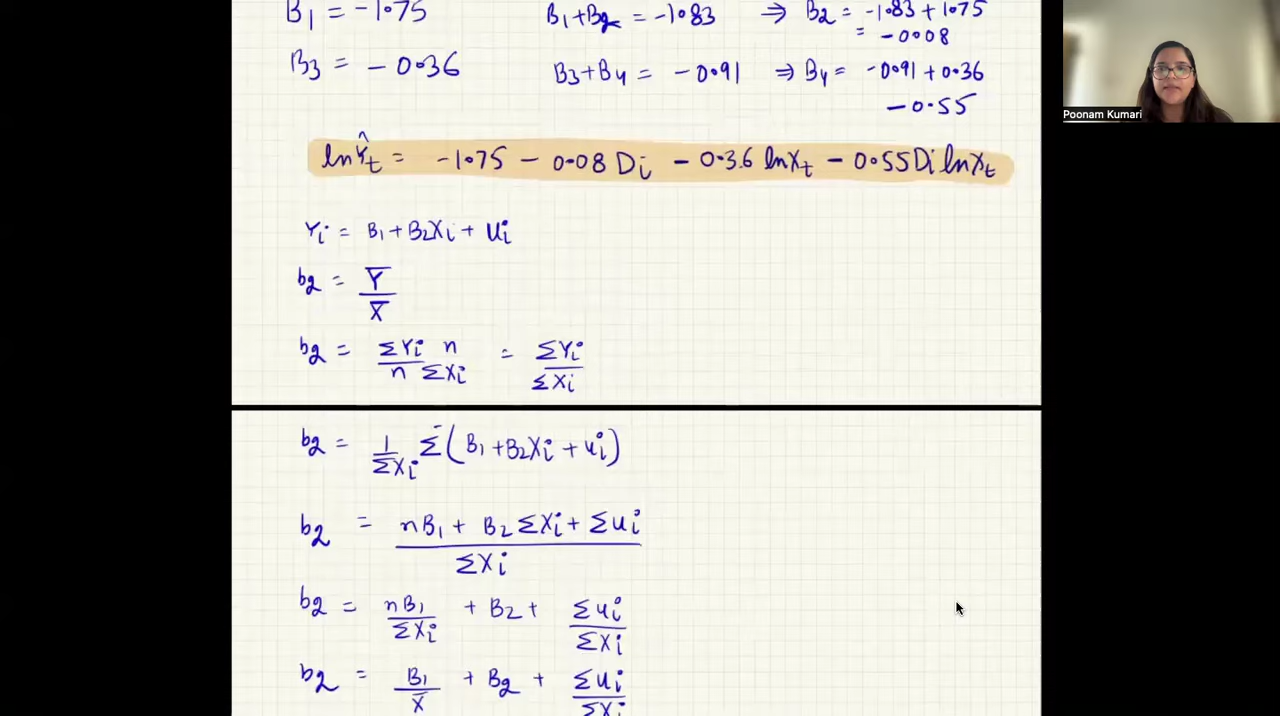 B₁ = -1.75 B₁+B₂ = -1.83 ⇒ B₂ = -1.83 + 1.75
= -0.08
B₃ = -0.36 B₃+B₄ = -0.91 ⇒ B₄ = -0.91 + 0.36
-0.55
Poonam Kumari
ln Ŷₜ = -1.75 - 0.08 Dᵢ - 0.36 lnXₜ - 0.55Dᵢ lnXₜ
Yᵢ = B₁ + B₂Xᵢ + uᵢ
b₂ = Y̅ / X̅
b₂ = ΣYᵢ n / n ΣXᵢ = ΣYᵢ / ΣXᵢ
b₂ = 1/ΣXᵢ Σ(B₁ + B₂Xᵢ + uᵢ)
b₂ = nB₁ + B₂ΣXᵢ + Σuᵢ / ΣXᵢ
b₂ = nB₁/ΣXᵢ + B₂ + Σuᵢ/ΣXᵢ
b₂ = B₁/X̅ + B₂ + Σuᵢ/ΣXᵢ